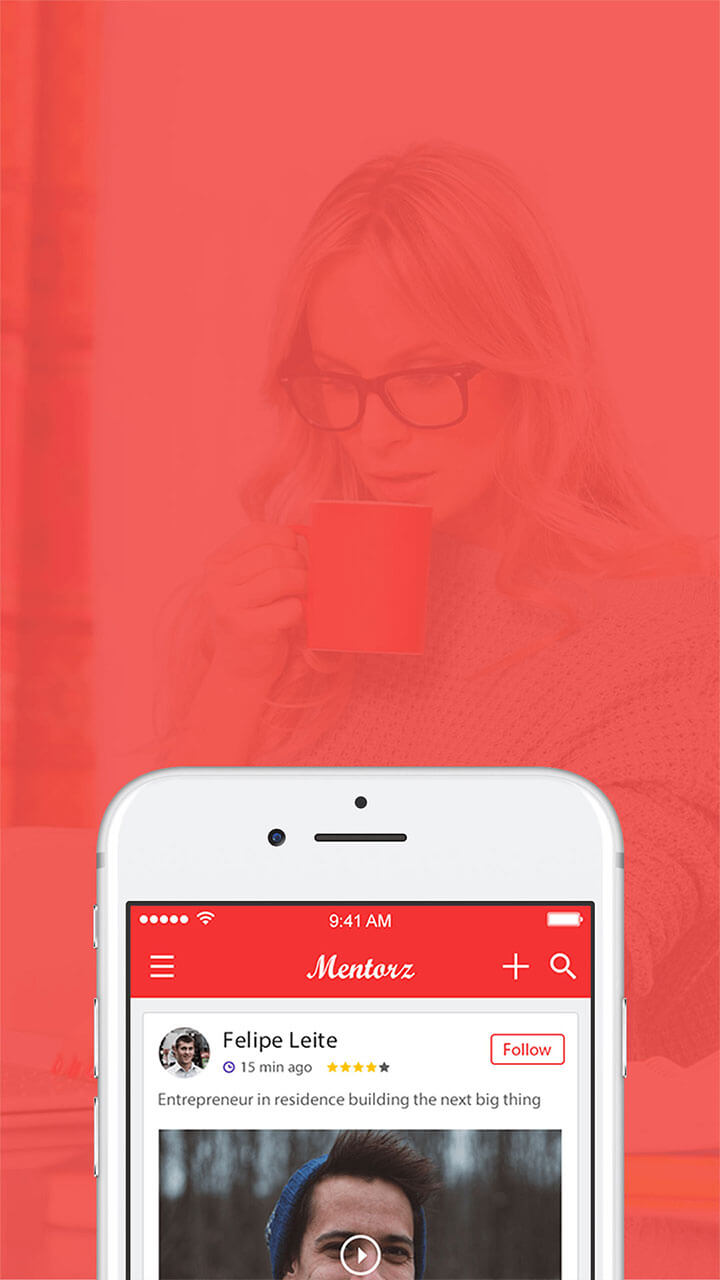 9:41 AM
Mentorz
Felipe Leite
Follow
15 min ago
Entrepreneur in residence building the next big thing